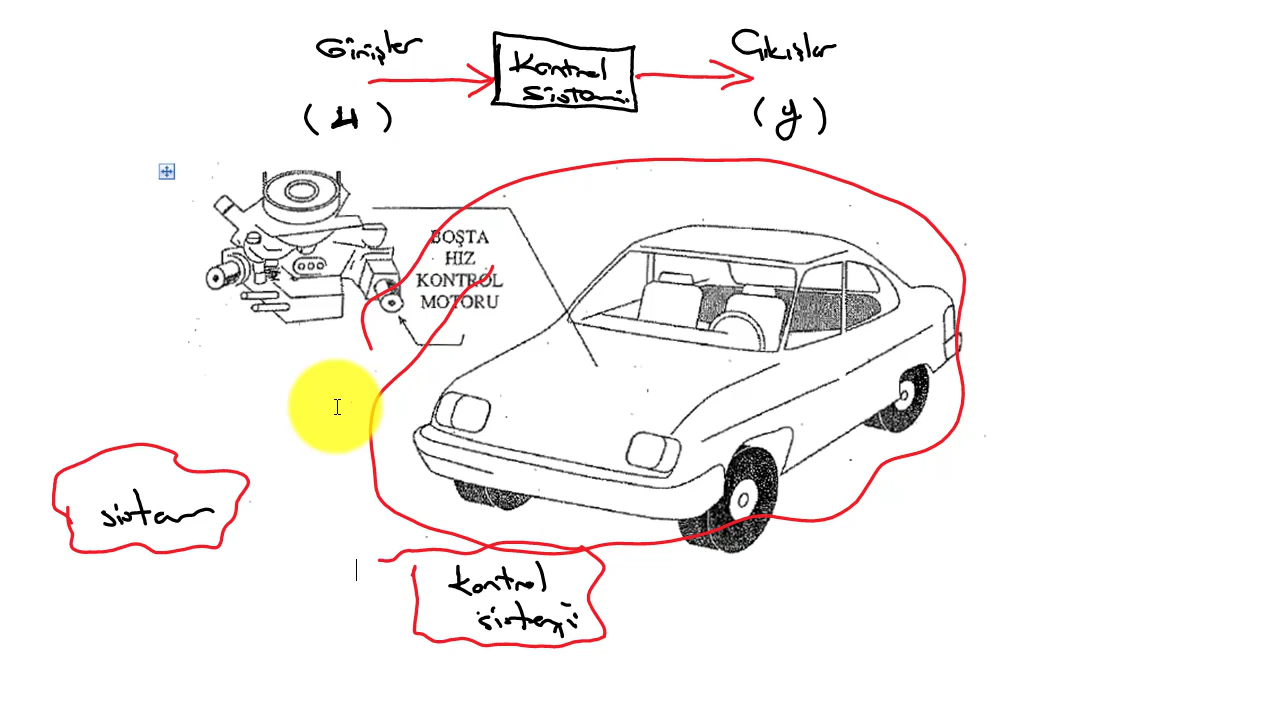 Girişler
Kontrol
sistemi
Çıkışlar
(u)
(y)
BOŞTA
HIZ
KONTROL
MOTORU
sistem
kontrol
sistemi